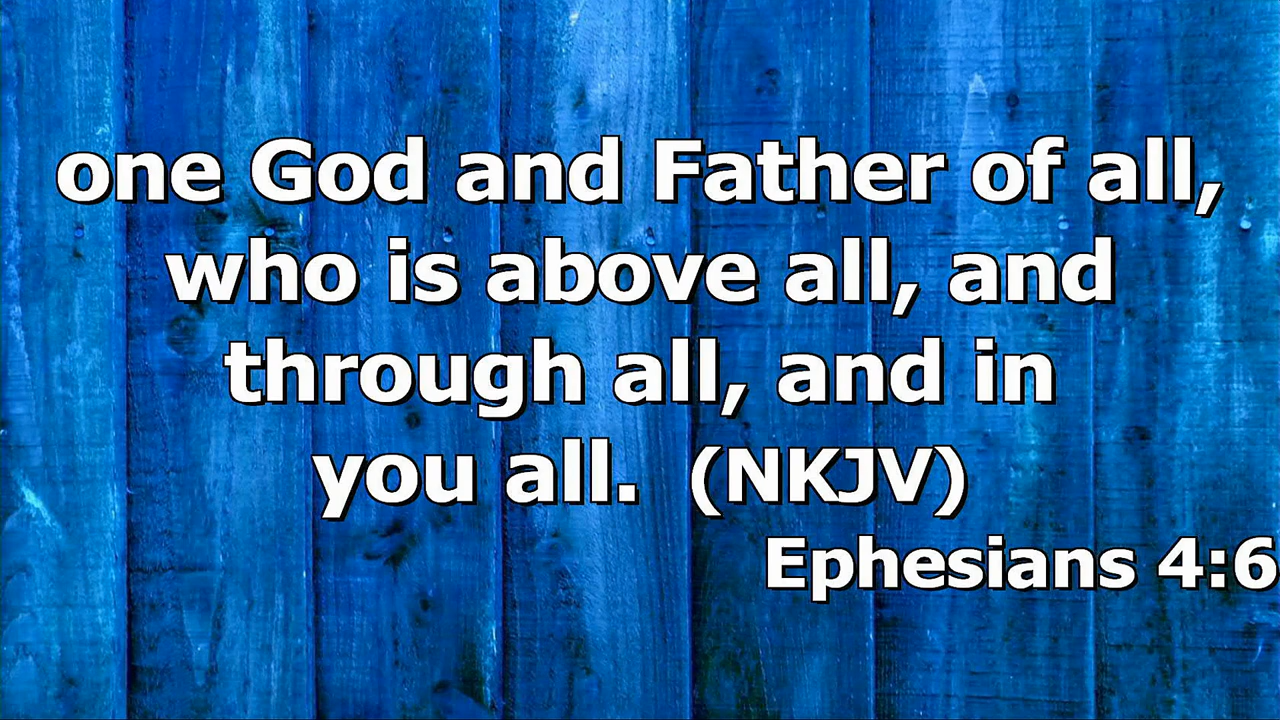 one God and Father of all,
who is above all, and
through all, and in
you all.  (NKJV)
Ephesians 4:6